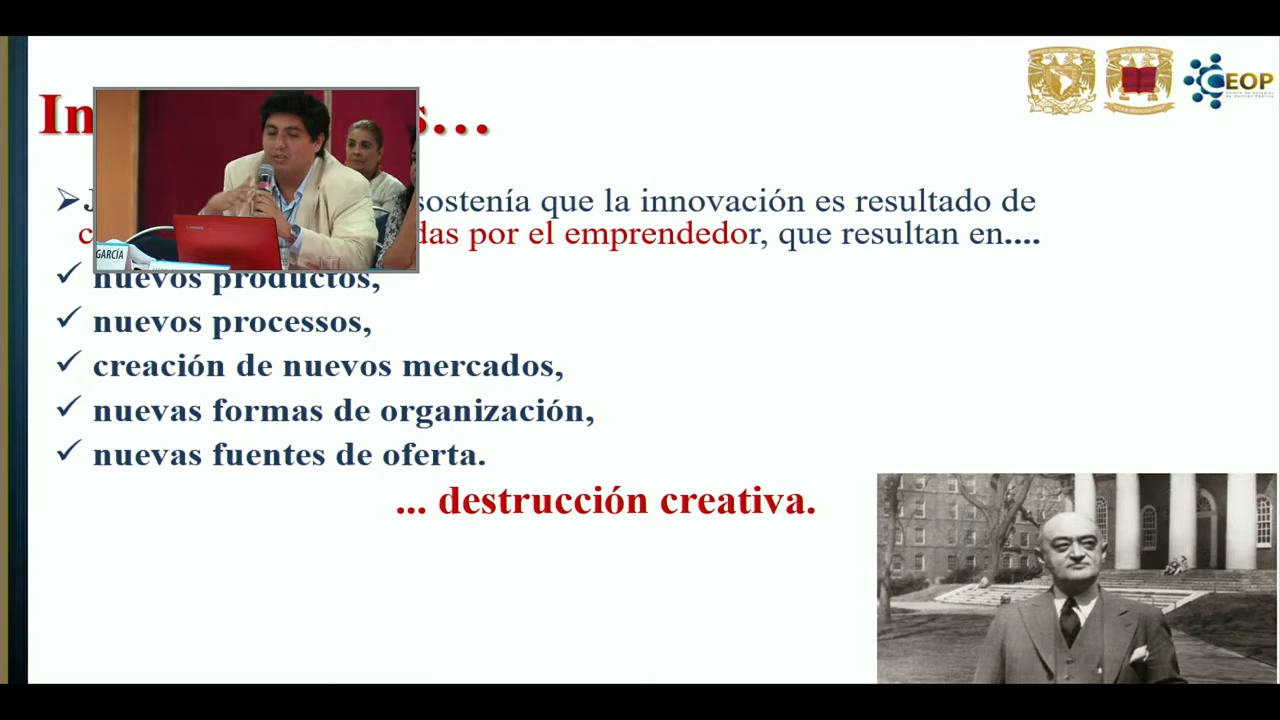 In s…
CEOP
➢J sostenía que la innovación es resultado de
c das por el emprendedor, que resultan en....
✓ nuevos productos,
✓ nuevos procesos,
✓ creación de nuevos mercados,
✓ nuevas formas de organización,
✓ nuevas fuentes de oferta.
... destrucción creativa.
GARCÍA